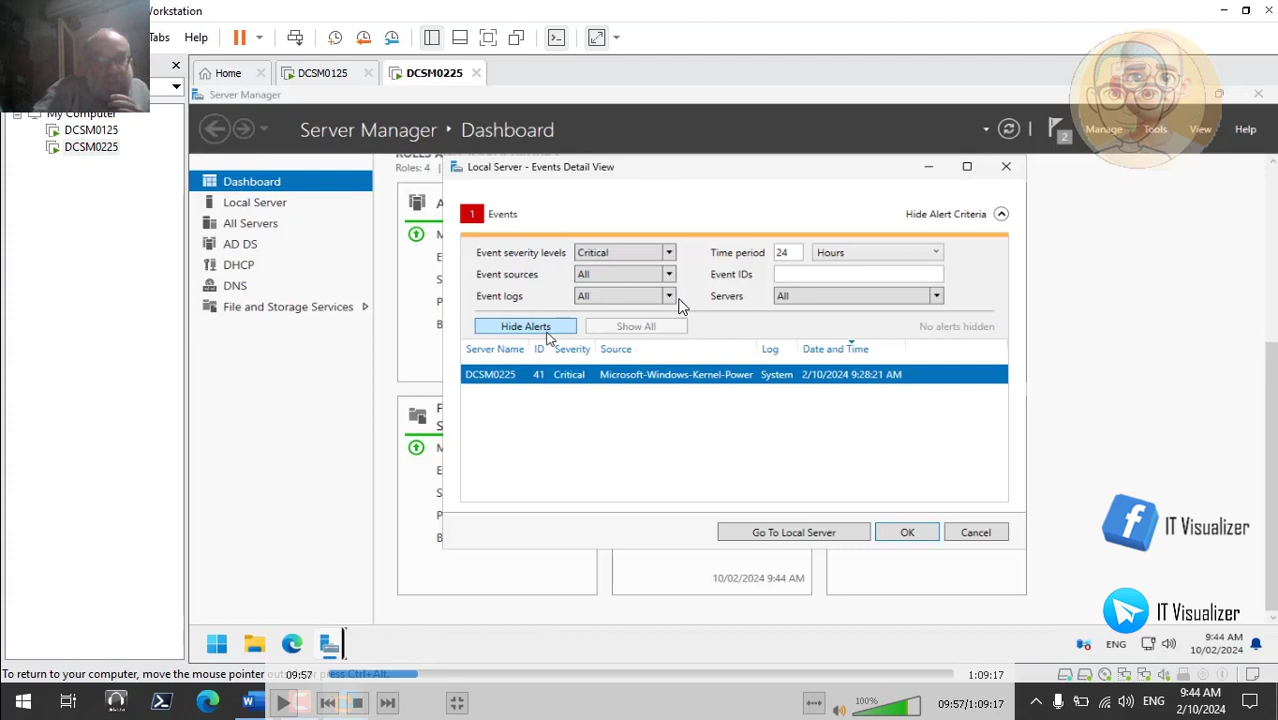 Workstation
Tabs Help
My Computer
DCSM0125
DCSM0225
Home DCSM0125 DCSM0225
Server Manager
Server Manager ‣ Dashboard
2 Manage Tools View Help
Dashboard
Local Server
All Servers
AD DS
DHCP
DNS
File and Storage Services
Roles: 4
Local Server - Events Detail View
1 Events Hide Alert Criteria
Event severity levels Critical Time period 24 Hours
Event sources All Event IDs
Event logs All Servers All
Hide Alerts Show All No alerts hidden
Server Name ID Severity Source Log Date and Time
DCSM0225 41 Critical Microsoft-Windows-Kernel-Power System 2/10/2024 9:28:21 AM
Go To Local Server OK Cancel
10/02/2024 9:44 AM
IT Visualizer
IT Visualizer
ENG 9:44 AM
10/02/2024
To return to your computer, move the mouse pointer press Ctrl+Alt.
09:57 1:09:17
100% 09:57/1:09:17
ENG 9:44 AM
2/10/2024